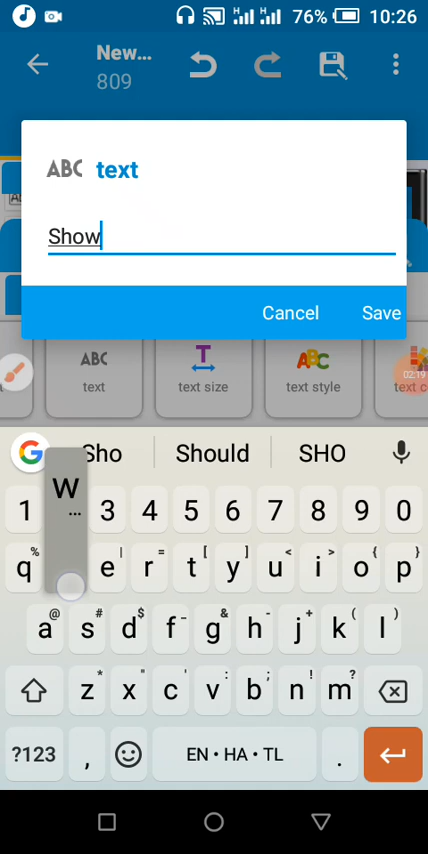 76% 10:26
New...
809
ABC text
Show
Cancel Save
ABC
T
ABC
text
text size
text style
text c
02:19
G Sho Should SHO
W
...
1 3 4 5 6 7 8 9 0
% | = [ ] < > { }
q e r t y u i o p
@ # $ _ & - + ( )
a s d f g h j k l
* " ' : ; ! ?
z x c v b n m
?123 , EN • HA • TL .